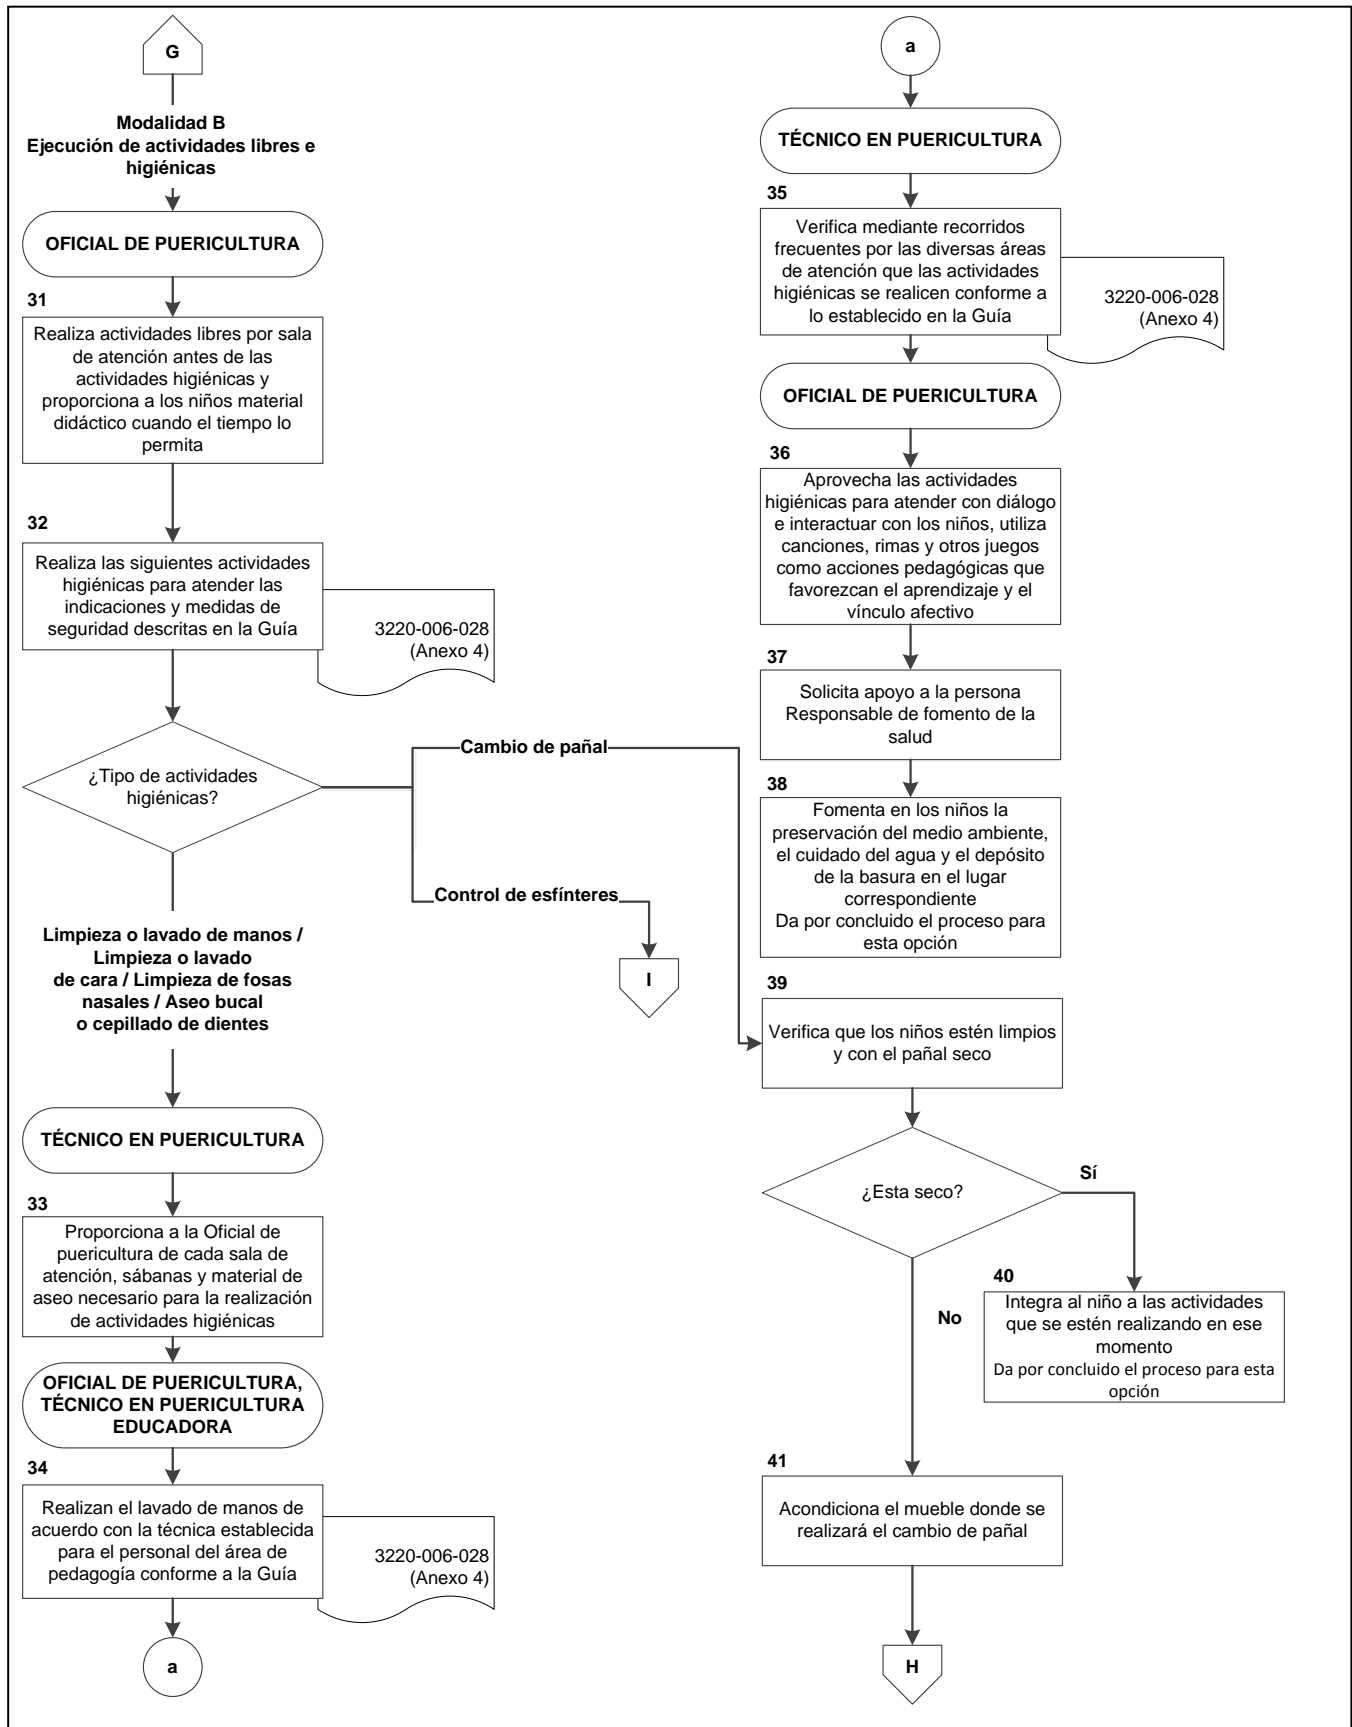 G
Modalidad B
Ejecución de actividades libres e
higiénicas
OFICIAL DE PUERICULTURA
31
Realiza actividades libres por sala
de atención antes de las
actividades higiénicas y
proporciona a los niños material
didáctico cuando el tiempo lo
permita
32
Realiza las siguientes actividades
higiénicas para atender las
indicaciones y medidas de
seguridad descritas en la Guía
3220-006-028
(Anexo 4)
¿Tipo de actividades
higiénicas?
Cambio de pañal
Control de esfínteres
I
Limpieza o lavado de manos /
Limpieza o lavado
de cara / Limpieza de fosas
nasales / Aseo bucal
o cepillado de dientes
TÉCNICO EN PUERICULTURA
33
Proporciona a la Oficial de
puericultura de cada sala de
atención, sábanas y material de
aseo necesario para la realización
de actividades higiénicas
OFICIAL DE PUERICULTURA,
TÉCNICO EN PUERICULTURA
EDUCADORA
34
Realizan el lavado de manos de
acuerdo con la técnica establecida
para el personal del área de
pedagogía conforme a la Guía
3220-006-028
(Anexo 4)
a
a
TÉCNICO EN PUERICULTURA
35
Verifica mediante recorridos
frecuentes por las diversas áreas
de atención que las actividades
higiénicas se realicen conforme a
lo establecido en la Guía
3220-006-028
(Anexo 4)
OFICIAL DE PUERICULTURA
36
Aprovecha las actividades
higiénicas para atender con diálogo
e interactuar con los niños, utiliza
canciones, rimas y otros juegos
como acciones pedagógicas que
favorezcan el aprendizaje y el
vínculo afectivo
37
Solicita apoyo a la persona
Responsable de fomento de la
salud
38
Fomenta en los niños la
preservación del medio ambiente,
el cuidado del agua y el depósito
de la basura en el lugar
correspondiente
Da por concluido el proceso para
esta opción
39
Verifica que los niños estén limpios
y con el pañal seco
¿Esta seco?
Sí
40
Integra al niño a las actividades
que se estén realizando en ese
momento
Da por concluido el proceso para esta
opción
No
41
Acondiciona el mueble donde se
realizará el cambio de pañal
H